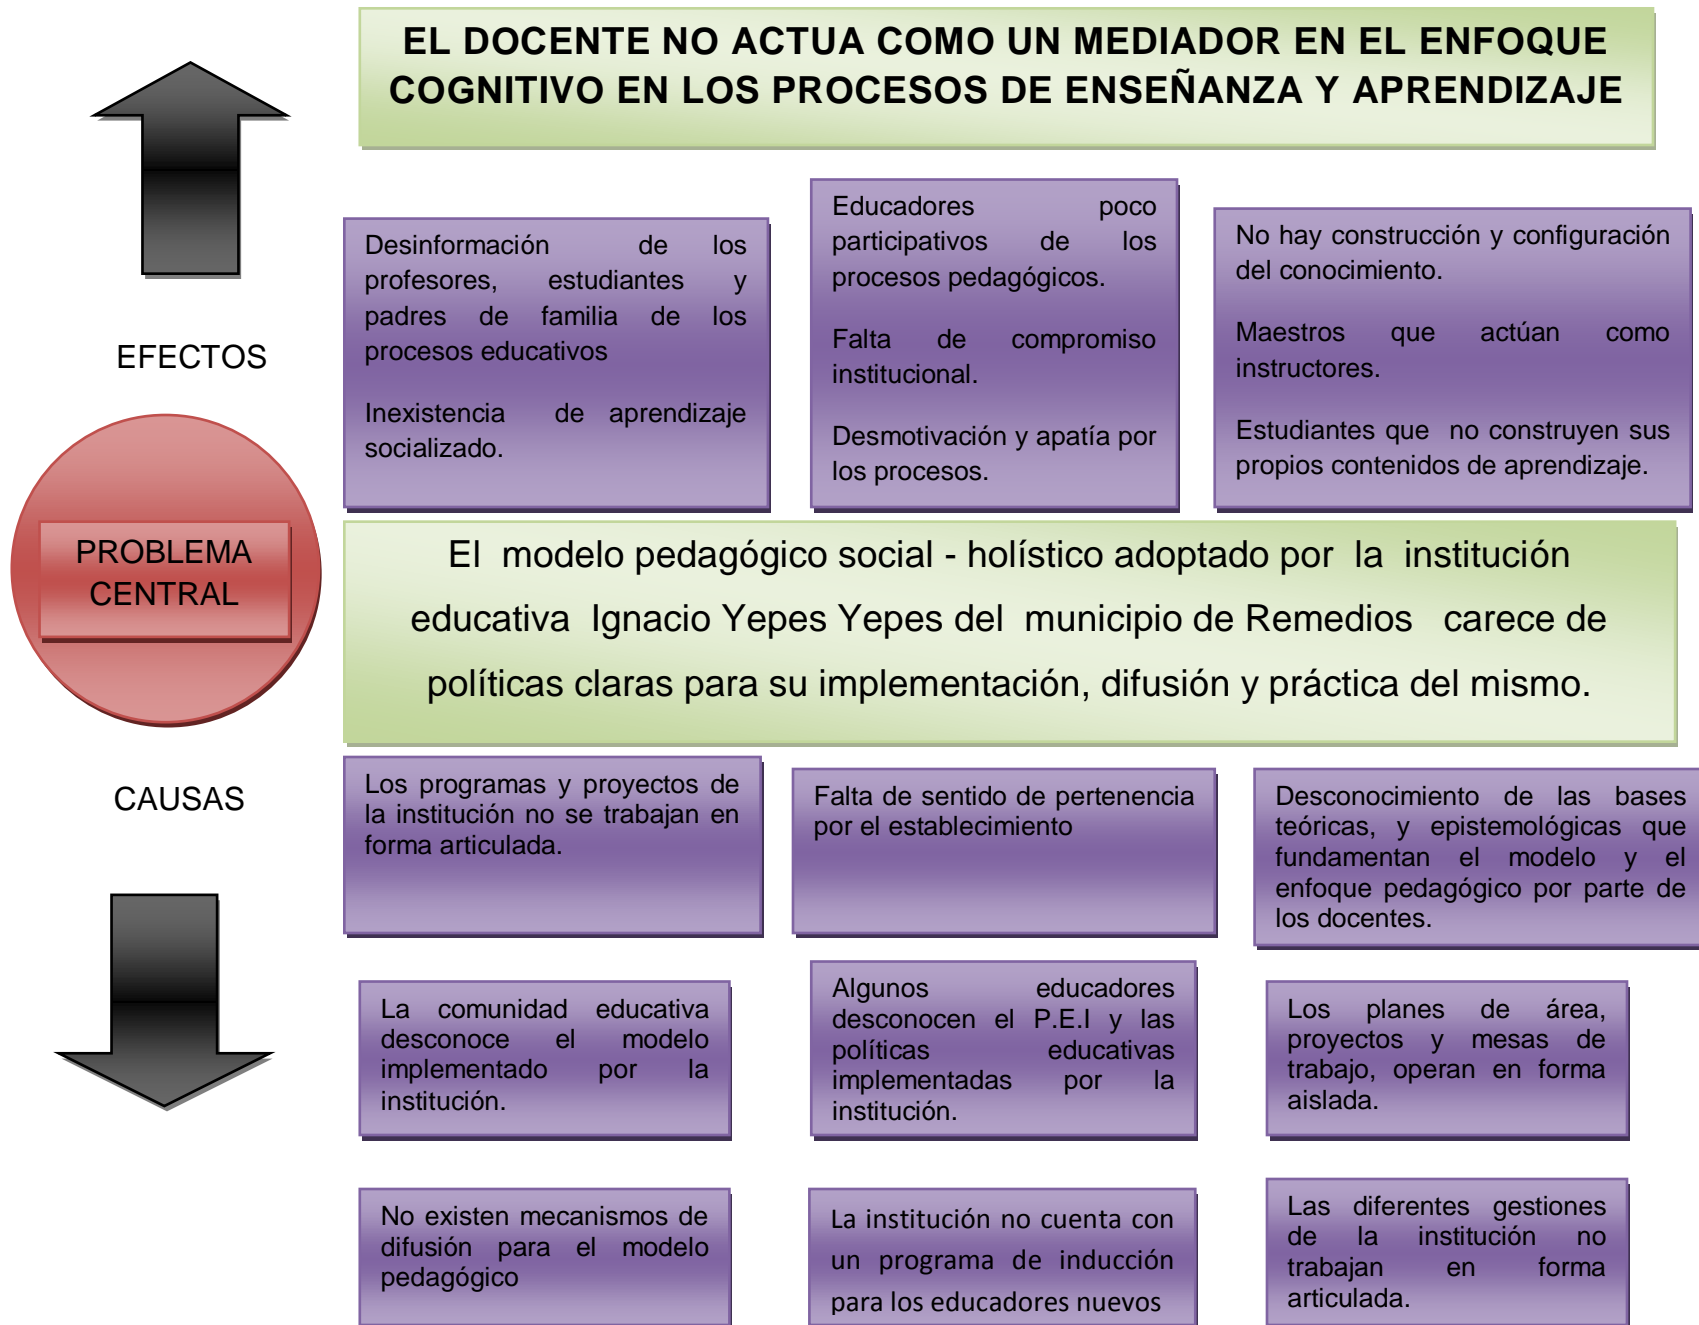 EL DOCENTE NO ACTUA COMO UN MEDIADOR EN EL ENFOQUE
COGNITIVO EN LOS PROCESOS DE ENSEÑANZA Y APRENDIZAJE
EFECTOS
Desinformación de los
profesores, estudiantes y
padres de familia de los
procesos educativos
Inexistencia de aprendizaje
socializado.
Educadores poco
participativos de los
procesos pedagógicos.
Falta de compromiso
institucional.
Desmotivación y apatía por
los procesos.
No hay construcción y configuración
del conocimiento.
Maestros que actúan como
instructores.
Estudiantes que no construyen sus
propios contenidos de aprendizaje.
PROBLEMA
CENTRAL
El modelo pedagógico social - holístico adoptado por la institución
educativa Ignacio Yepes Yepes del municipio de Remedios carece de
políticas claras para su implementación, difusión y práctica del mismo.
CAUSAS
Los programas y proyectos de
la institución no se trabajan en
forma articulada.
Falta de sentido de pertenencia
por el establecimiento
Desconocimiento de las bases
teóricas, y epistemológicas que
fundamentan el modelo y el
enfoque pedagógico por parte de
los docentes.
La comunidad educativa
desconoce el modelo
implementado por la
institución.
Algunos educadores
desconocen el P.E.I y las
políticas educativas
implementadas por la
institución.
Los planes de área,
proyectos y mesas de
trabajo, operan en forma
aislada.
No existen mecanismos de
difusión para el modelo
pedagógico
La institución no cuenta con
un programa de inducción
para los educadores nuevos
Las diferentes gestiones
de la institución no
trabajan en forma
articulada.